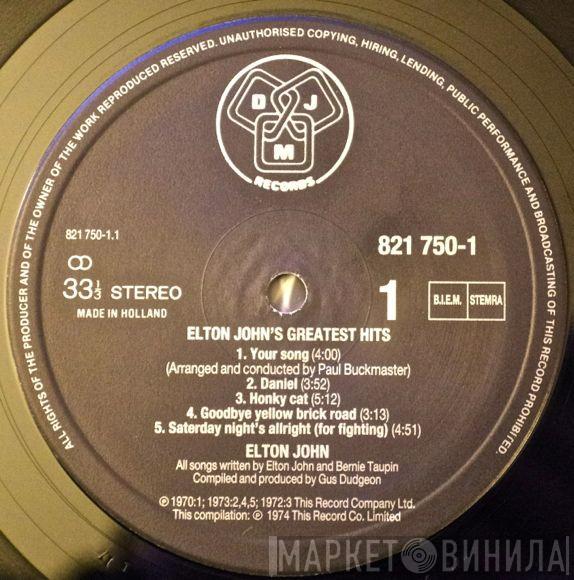 ALL RIGHTS OF THE PRODUCER AND OF THE OWNER OF THE WORK REPRODUCED RESERVED. UNAUTHORISED COPYING, HIRING, LENDING, PUBLIC PERFORMANCE AND BROADCASTING OF THIS RECORD PROHIBITED
D J
M
RECORDS
821 750-1.1
821 750-1
33⅓ STEREO
1
B.I.E.M. STEMRA
MADE IN HOLLAND
ELTON JOHN'S GREATEST HITS
1. Your song (4:00)
(Arranged and conducted by Paul Buckmaster)
2. Daniel (3:52)
3. Honky cat (5:12)
4. Goodbye yellow brick road (3:13)
5. Saterday night's allright (for fighting) (4:51)
ELTON JOHN
All songs written by Elton John and Bernie Taupin
Compiled and produced by Gus Dudgeon
℗ 1970:1; 1973:2,4,5; 1972:3 This Record Company Ltd.
This compilation: ℗ 1974 This Record Co. Limited
МАРКЕТ ВИНИЛА